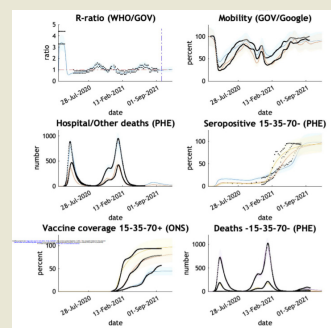 R-ratio (WHO/GOV)
5
4
3
2
1
0
28-Jul-2020
13-Feb-2021
01-Sep-2021
date
Mobility (GOV/Google)
percent
100
50
0
28-Jul-2020
13-Feb-2021
01-Sep-2021
date
Hospital/Other deaths (PHE)
number
1000
500
0
28-Jul-2020
13-Feb-2021
01-Sep-2021
date
Seropositive 15-35-70- (PHE)
percent
100
50
0
28-Jul-2020
13-Feb-2021
01-Sep-2021
date
Vaccine coverage 15-35-70+ (ONS)
percent
100
50
0
28-Jul-2020
13-Feb-2021
01-Sep-2021
date
Deaths -15-35-70- (PHE)
number
1000
500
0
28-Jul-2020
13-Feb-2021
01-Sep-2021
date